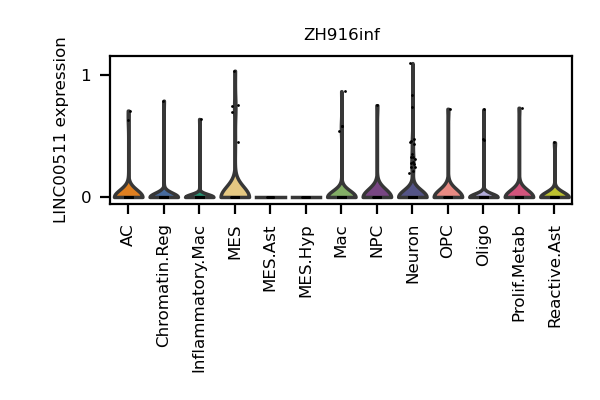 ZH916inf
LINC00511 expression
1
0
AC
Chromatin.Reg
Inflammatory.Mac
MES
MES.Ast
MES.Hyp
Mac
NPC
Neuron
OPC
Oligo
Prolif.Metab
Reactive.Ast